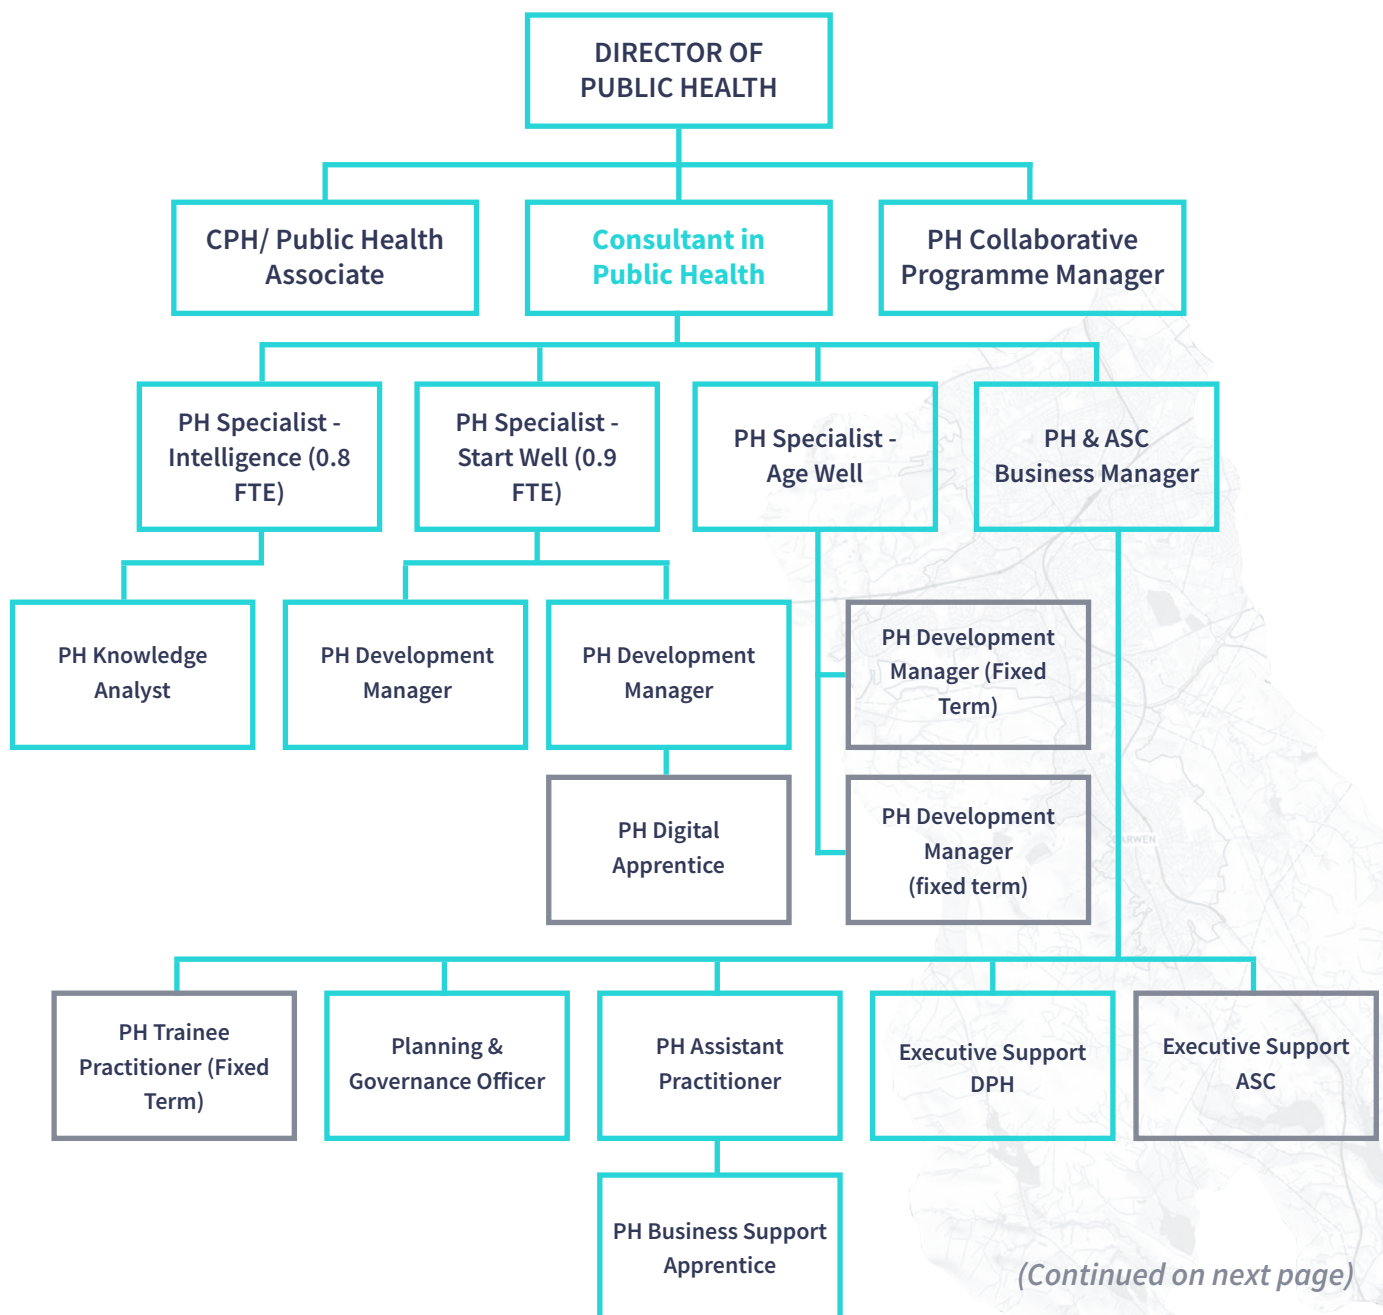 DIRECTOR OF
PUBLIC HEALTH
CPH/ Public Health
Associate
Consultant in
Public Health
PH Collaborative
Programme Manager
PH Specialist -
Intelligence (0.8
FTE)
PH Specialist -
Start Well (0.9
FTE)
PH Specialist -
Age Well
PH & ASC
Business Manager
PH Knowledge
Analyst
PH Development
Manager
PH Development
Manager
PH Development
Manager (Fixed
Term)
PH Digital
Apprentice
PH Development
Manager
(fixed term)
DARWEN
PH Trainee
Practitioner (Fixed
Term)
Planning &
Governance Officer
PH Assistant
Practitioner
Executive Support
DPH
Executive Support
ASC
PH Business Support
Apprentice
(Continued on next page)